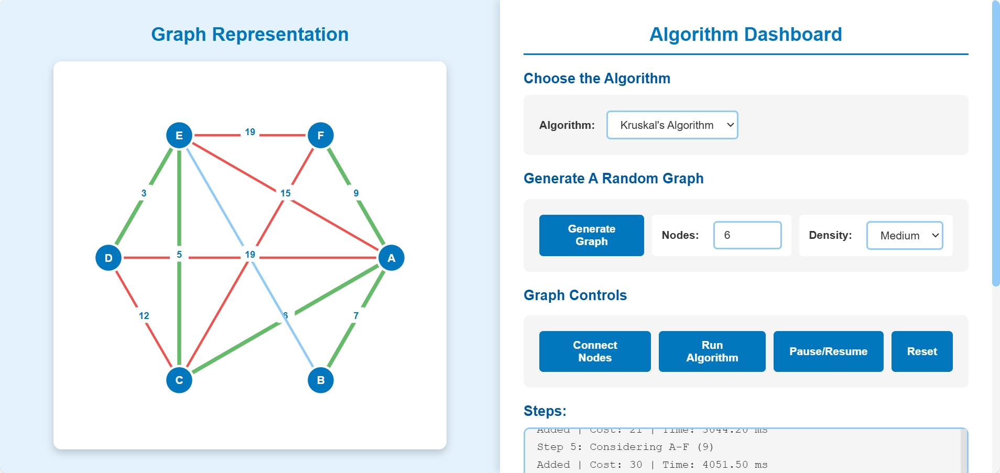 Graph Representation
E
19
F
15
3
9
D
5
19
A
12
6
7
C
B
Algorithm Dashboard
Choose the Algorithm
Algorithm: Kruskal's Algorithm
Generate A Random Graph
Generate
Graph
Nodes: 6
Density: Medium
Graph Controls
Connect
Nodes
Run
Algorithm
Pause/Resume
Reset
Steps:
Added | Cost: 21 | Time: 3044.20 ms
Step 5: Considering A-F (9)
Added | Cost: 30 | Time: 4051.50 ms